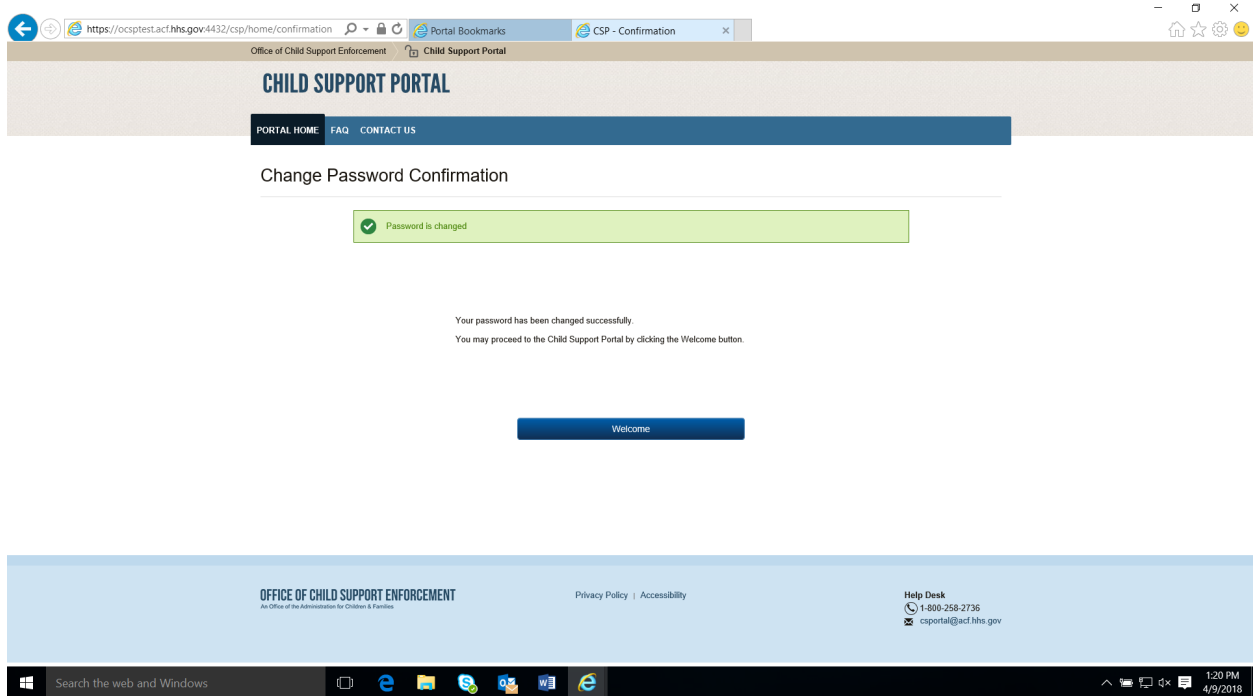 https://ocsptest.acf.hhs.gov:4432/csp/home/confirmation
Portal Bookmarks
CSP - Confirmation
Office of Child Support Enforcement
Child Support Portal
CHILD SUPPORT PORTAL
PORTAL HOME FAQ CONTACT US
Change Password Confirmation
Password is changed
Your password has been changed successfully.
You may proceed to the Child Support Portal by clicking the Welcome button.
Welcome
OFFICE OF CHILD SUPPORT ENFORCEMENT
An Office of the Administration for Children & Families
Privacy Policy | Accessibility
Help Desk
1-800-258-2736
csportal@acf.hhs.gov
Search the web and Windows
1:20 PM
4/9/2018